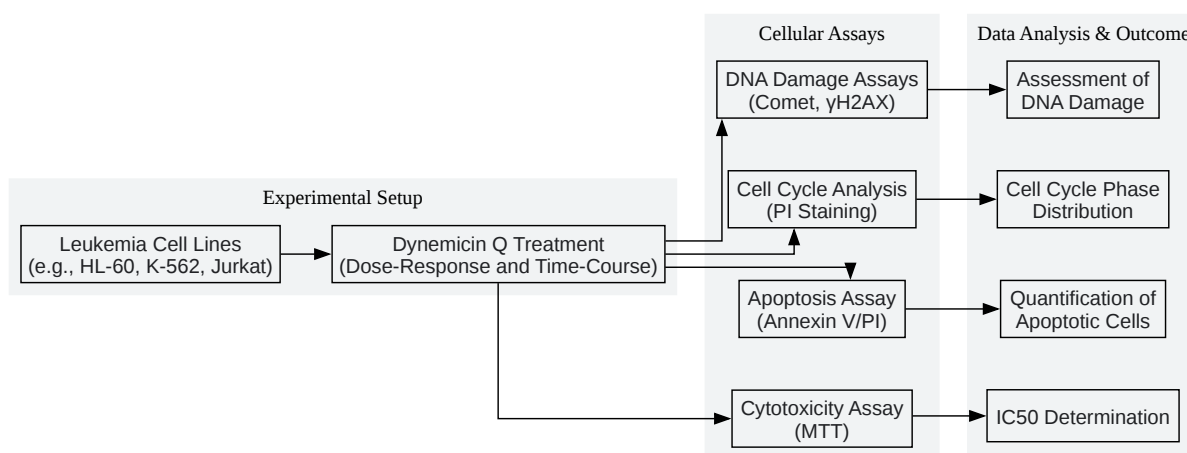 Cellular Assays
Data Analysis & Outcome
DNA Damage Assays
(Comet, γH2AX)
Assessment of
DNA Damage
Experimental Setup
Cell Cycle Analysis
(PI Staining)
Cell Cycle Phase
Distribution
Leukemia Cell Lines
(e.g., HL-60, K-562, Jurkat)
Dynemicin Q Treatment
(Dose-Response and Time-Course)
Apoptosis Assay
(Annexin V/PI)
Quantification of
Apoptotic Cells
Cytotoxicity Assay
(MTT)
IC50 Determination